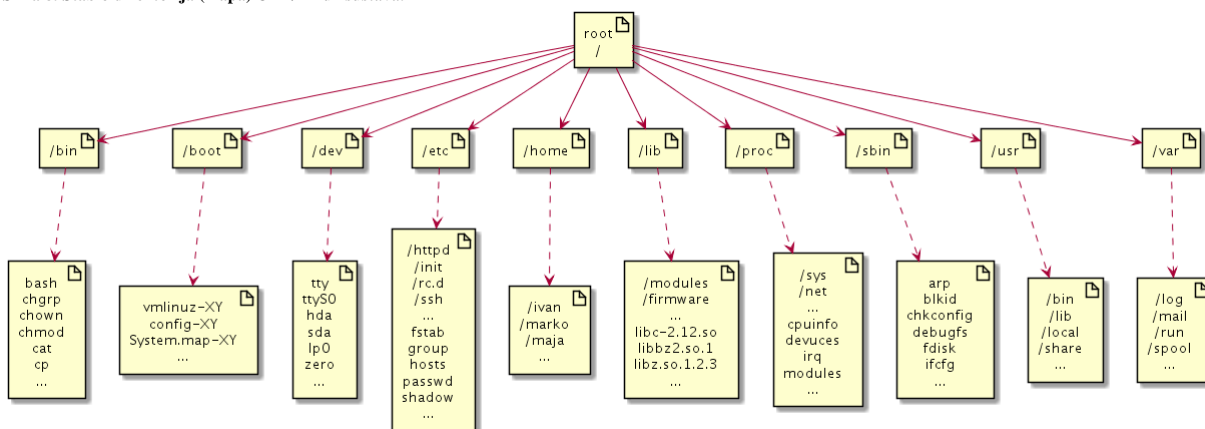 root
/
/bin
/boot
/dev
/etc
/home
/lib
/proc
/sbin
/usr
/var
bash
chgrp
chown
chmod
cat
cp
...
vmlinuz-XY
config-XY
System.map-XY
...
tty
ttyS0
hda
sda
lp0
zero
...
/httpd
/init
/rc.d
/ssh
...
fstab
group
hosts
passwd
shadow
...
/ivan
/marko
/maja
...
/modules
/firmware
...
libc-2.12.so
libbz2.so.1
libz.so.1.2.3
...
/sys
/net
...
cpuinfo
devuces
irq
modules
...
arp
blkid
chkconfig
debugfs
fdisk
ifcfg
...
/bin
/lib
/local
/share
...
/log
/mail
/run
/spool
...